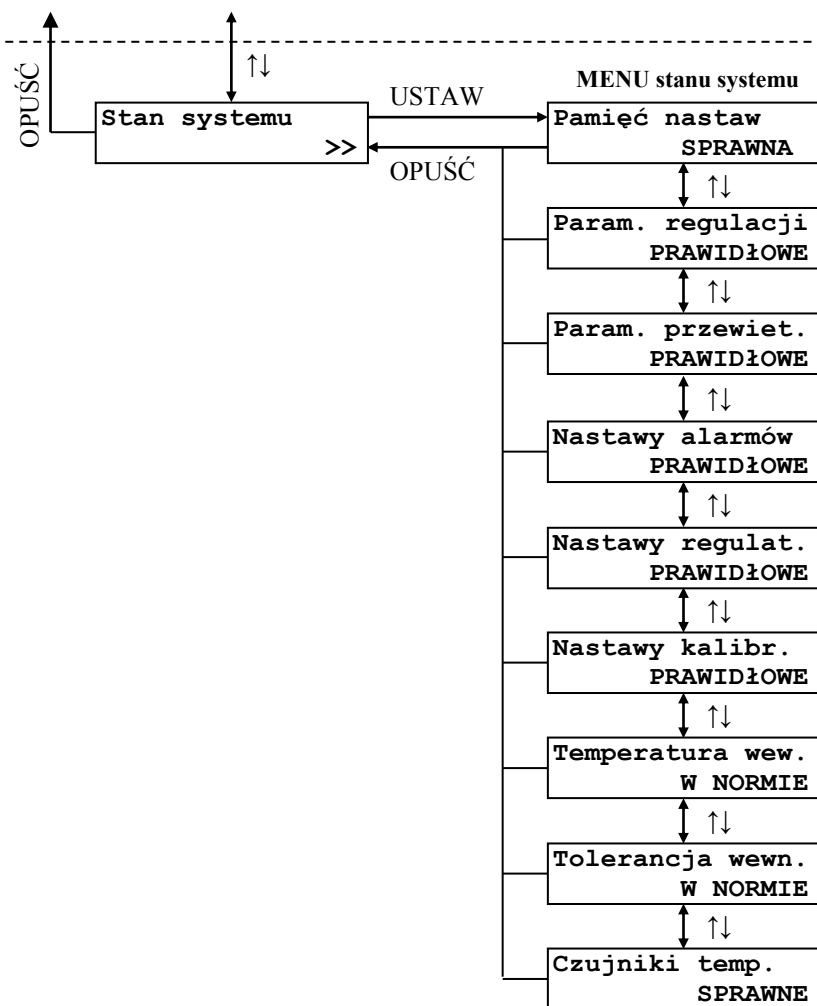 ↑↓
OPUŚĆ
MENU stanu systemu
Stan systemu
>>
USTAW
OPUŚĆ
Pamięć nastaw
SPRAWNA
↑↓
Param. regulacji
PRAWIDłOWE
↑↓
Param. przewiet.
PRAWIDłOWE
↑↓
Nastawy alarmów
PRAWIDłOWE
↑↓
Nastawy regulat.
PRAWIDłOWE
↑↓
Nastawy kalibr.
PRAWIDłOWE
↑↓
Temperatura wew.
W NORMIE
↑↓
Tolerancja wewn.
W NORMIE
↑↓
Czujniki temp.
SPRAWNE